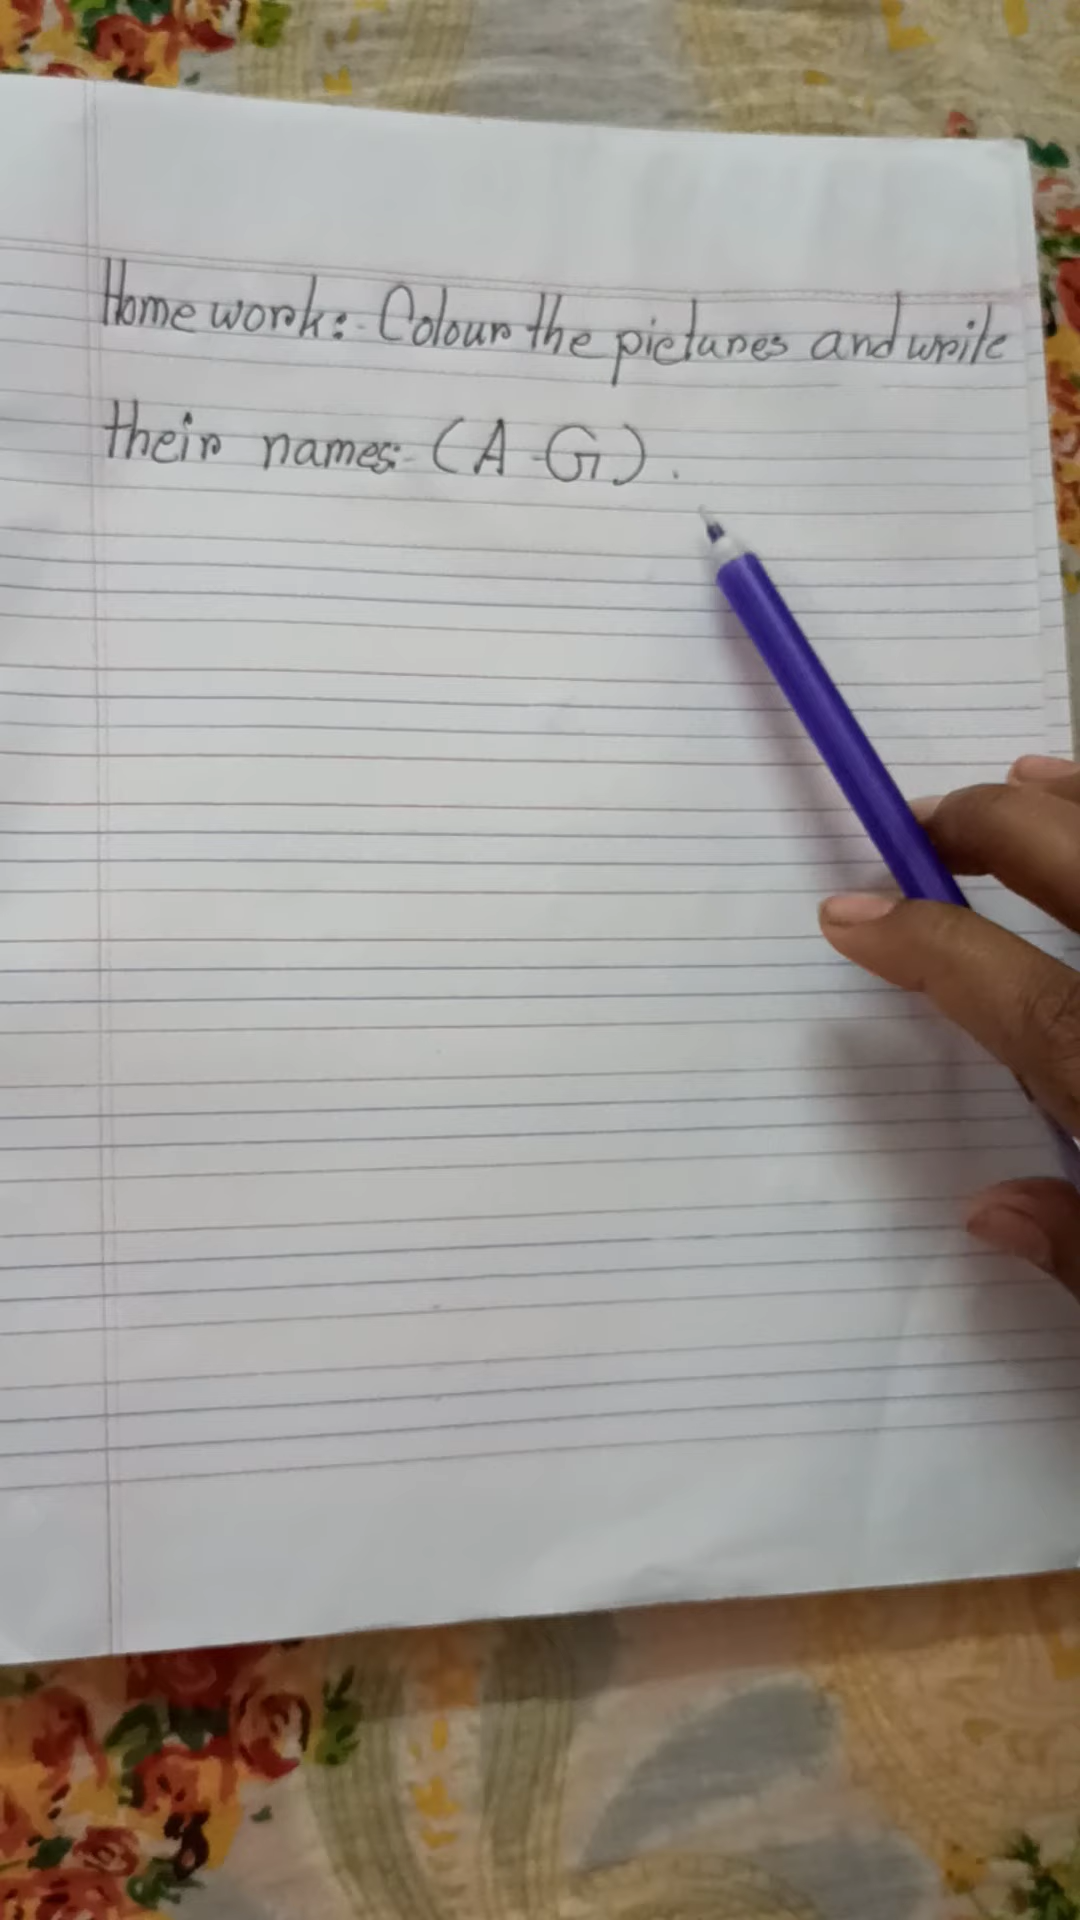 Home work:- Colour the pictures and write
their names:- (A-G).